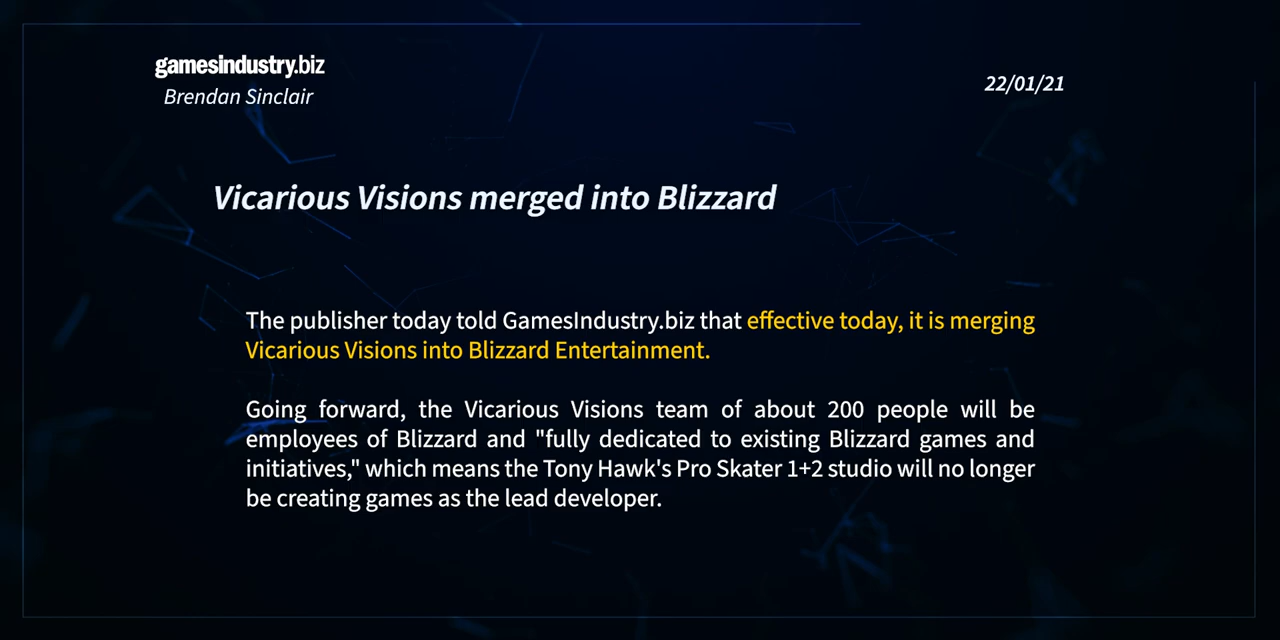 gamesindustry.biz
Brendan Sinclair
22/01/21
Vicarious Visions merged into Blizzard
The publisher today told GamesIndustry.biz that effective today, it is merging
Vicarious Visions into Blizzard Entertainment.
Going forward, the Vicarious Visions team of about 200 people will be
employees of Blizzard and "fully dedicated to existing Blizzard games and
initiatives," which means the Tony Hawk's Pro Skater 1+2 studio will no longer
be creating games as the lead developer.